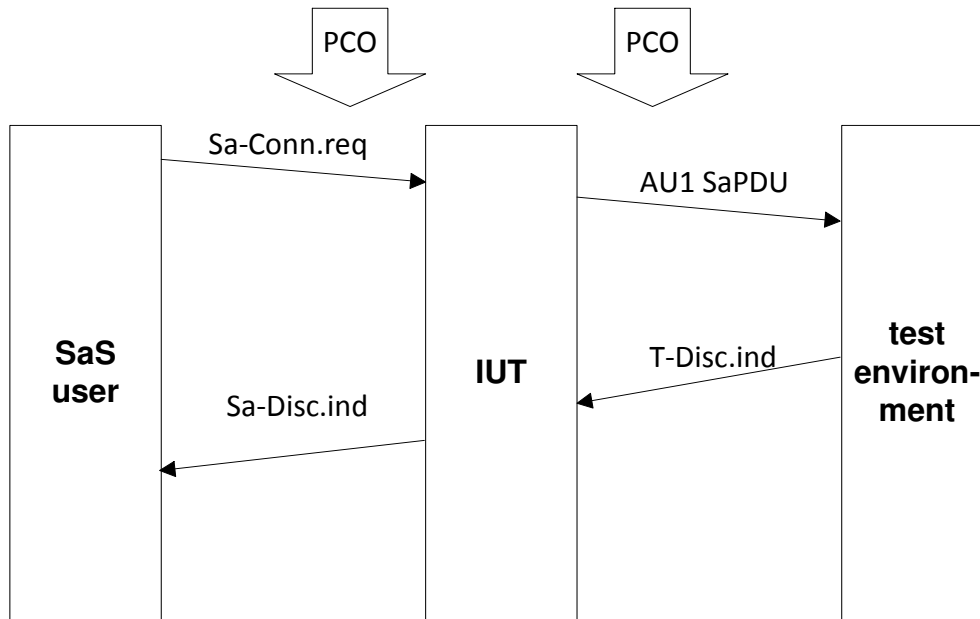 PCO
PCO
Sa-Conn.req
AU1 SaPDU
SaS
user
IUT
test
environ-
ment
T-Disc.ind
Sa-Disc.ind